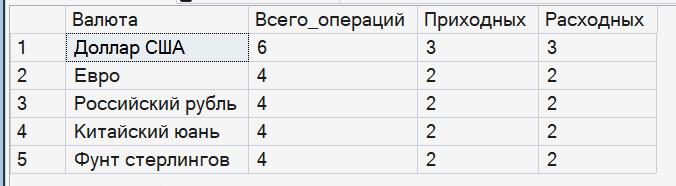 Валюта Всего_операций Приходных Расходных
1 Доллар США 6 3 3
2 Евро 4 2 2
3 Российский рубль 4 2 2
4 Китайский юань 4 2 2
5 Фунт стерлингов 4 2 2